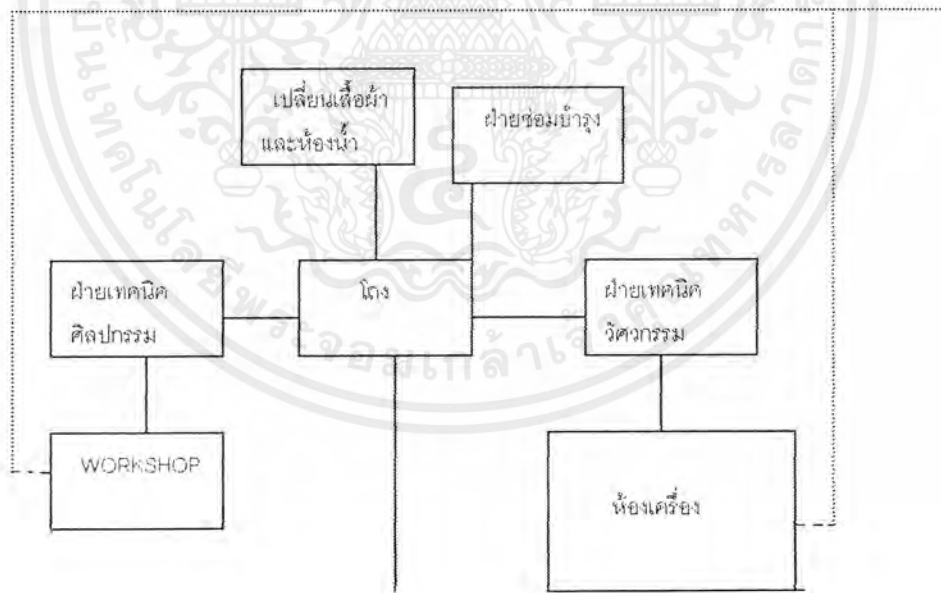 เปลี่ยนเสื้อผ้า
และห้องน้ำ
ฝ่ายซ่อมบำรุง
ฝ่ายเทคนิค
ศิลปกรรม
โถง
ฝ่ายเทคนิค
วัศวกรรม
WORKSHOP
ห้องเครื่อง